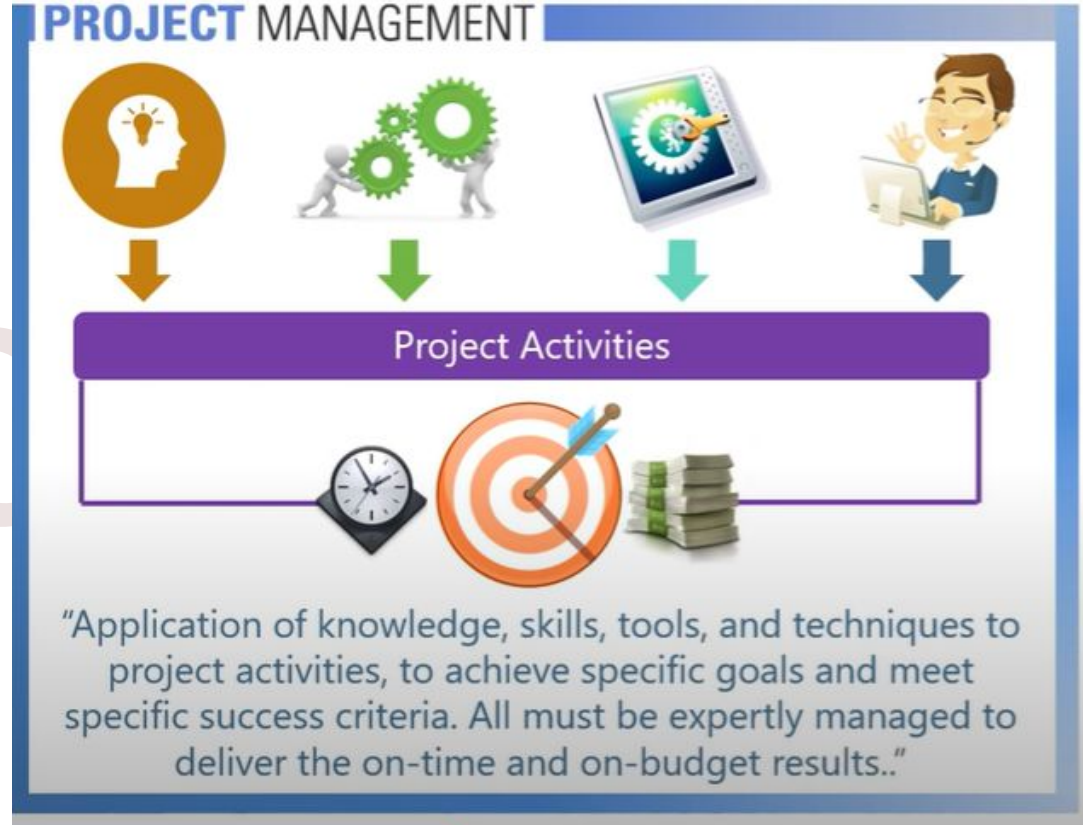 PROJECT MANAGEMENT
Project Activities
"Application of knowledge, skills, tools, and techniques to
project activities, to achieve specific goals and meet
specific success criteria. All must be expertly managed to
deliver the on-time and on-budget results.."